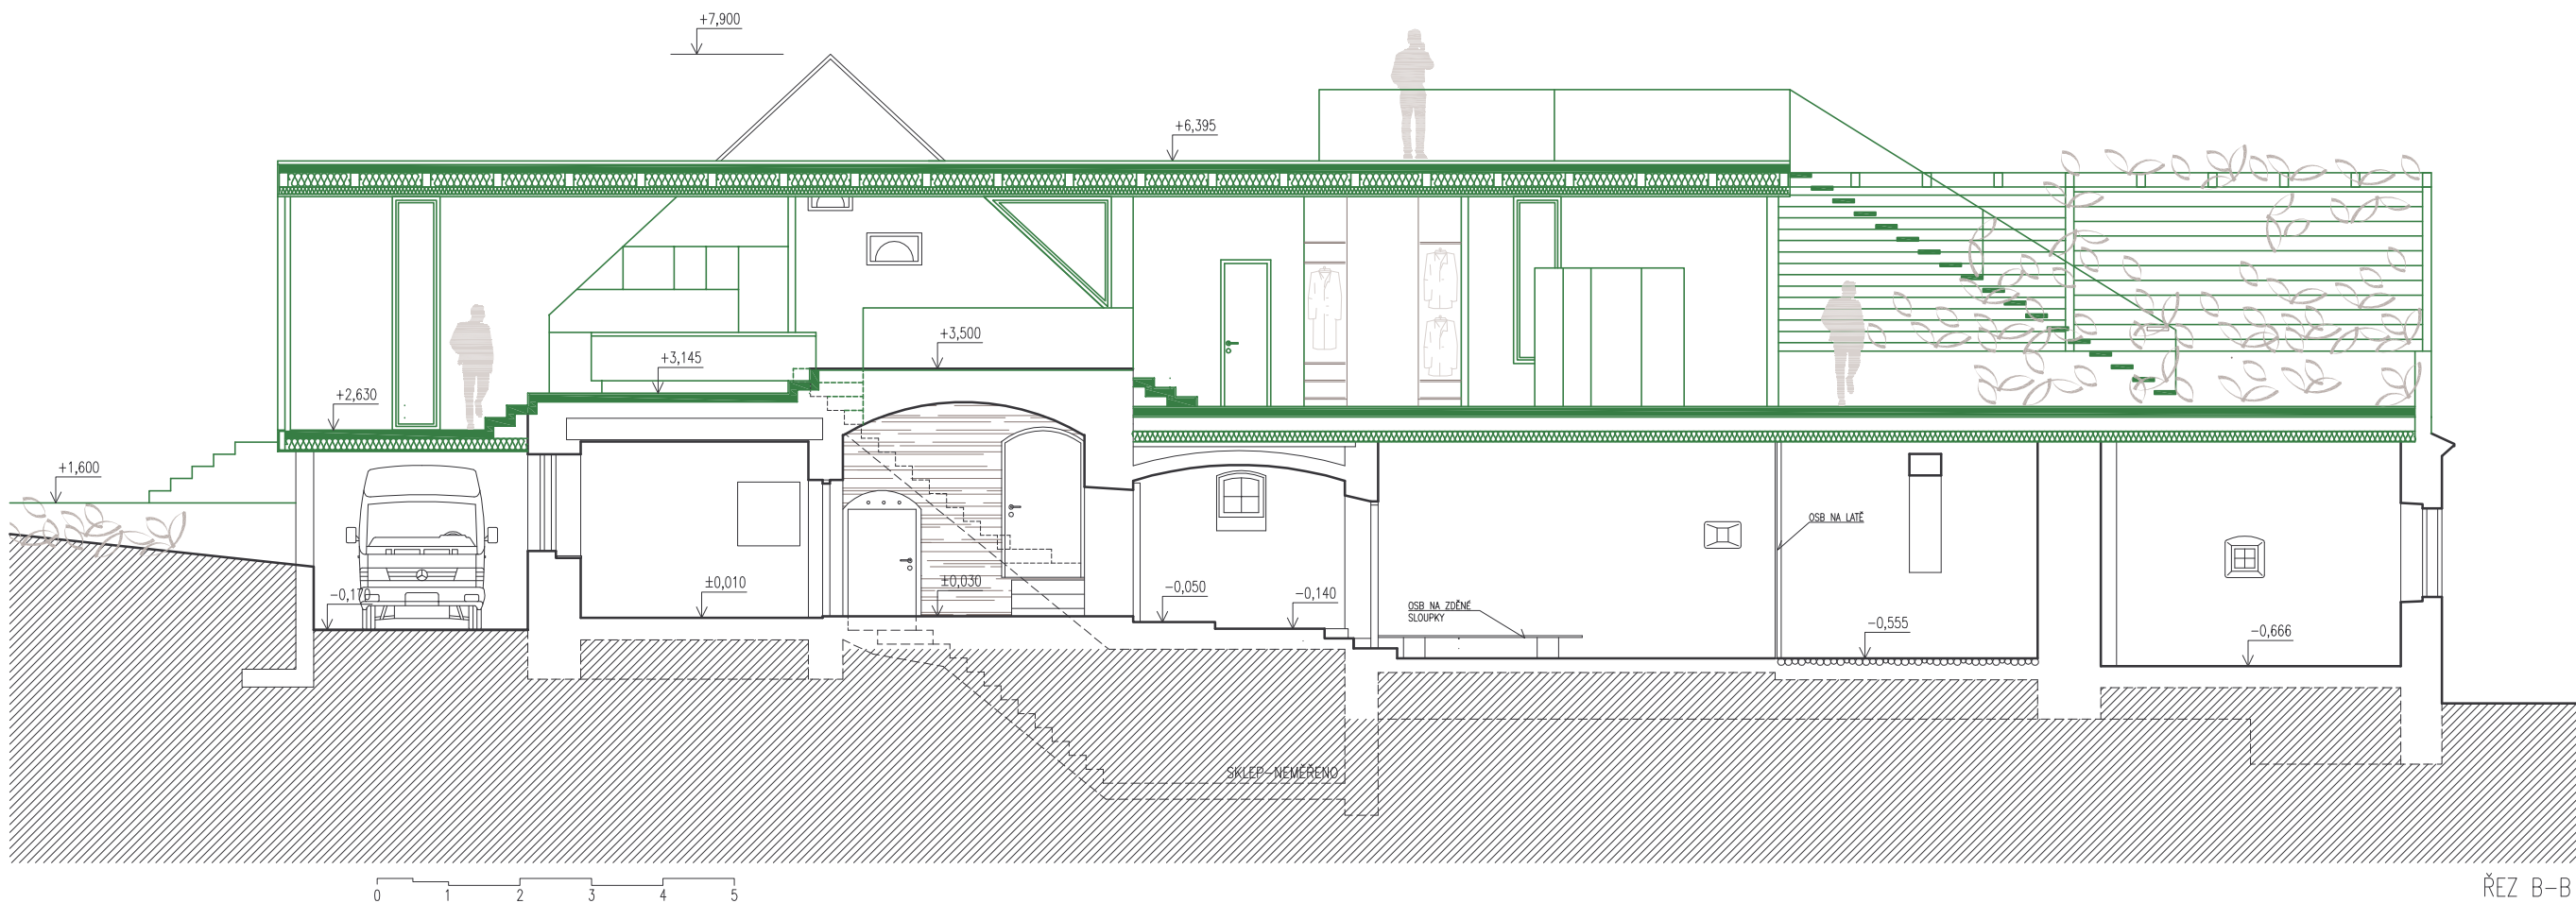 +7,900
+6,395
+3,500
+3,145
+2,630
+1,600
-0,170
±0,010
±0,030
-0,050
-0,140
OSB NA LATĚ
OSB NA ZDĚNÉ
SLOUPKY
-0,555
-0,666
SKLEP-NEMĚŘENO
0 1 2 3 4 5
ŘEZ B-B